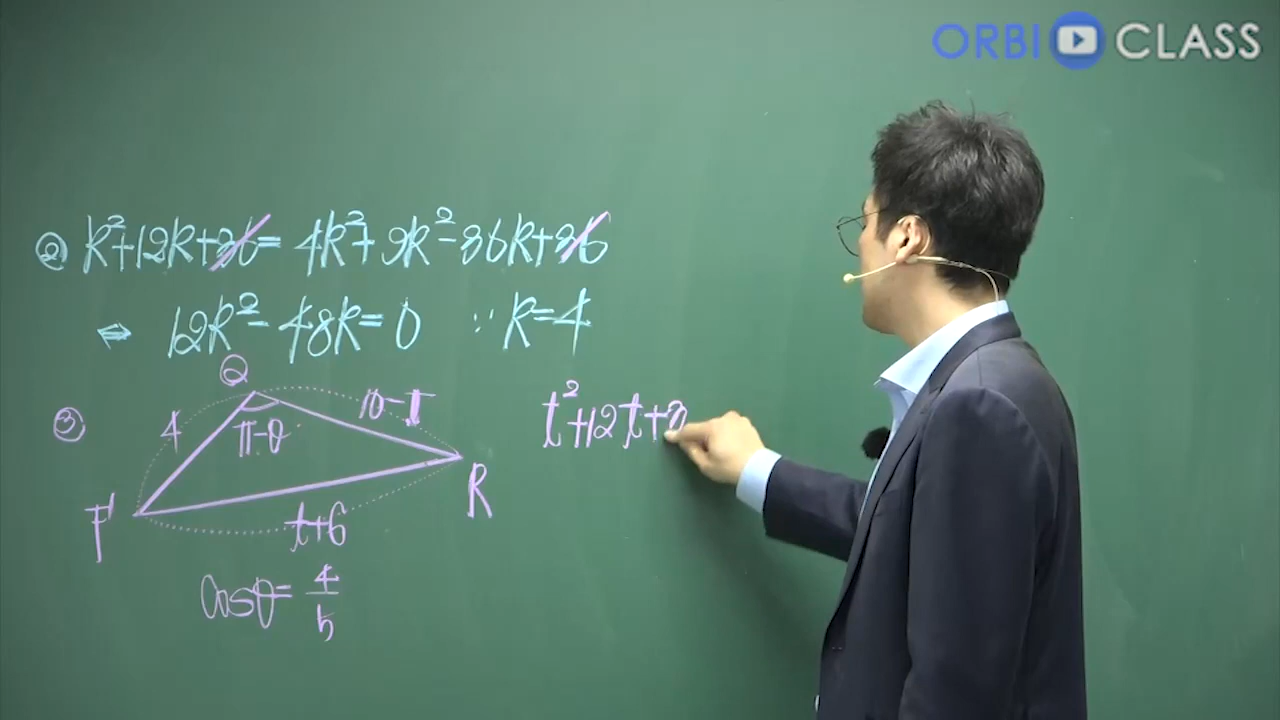 ORBI CLASS
② k²+12k+36= 4k²+9k²-36k+36
⇔ 12k²-48k=0 ∵ k=4
③
Q
4
π-θ
10-t
F'
R
t+6
cosθ= 4/5
t²+12t+3